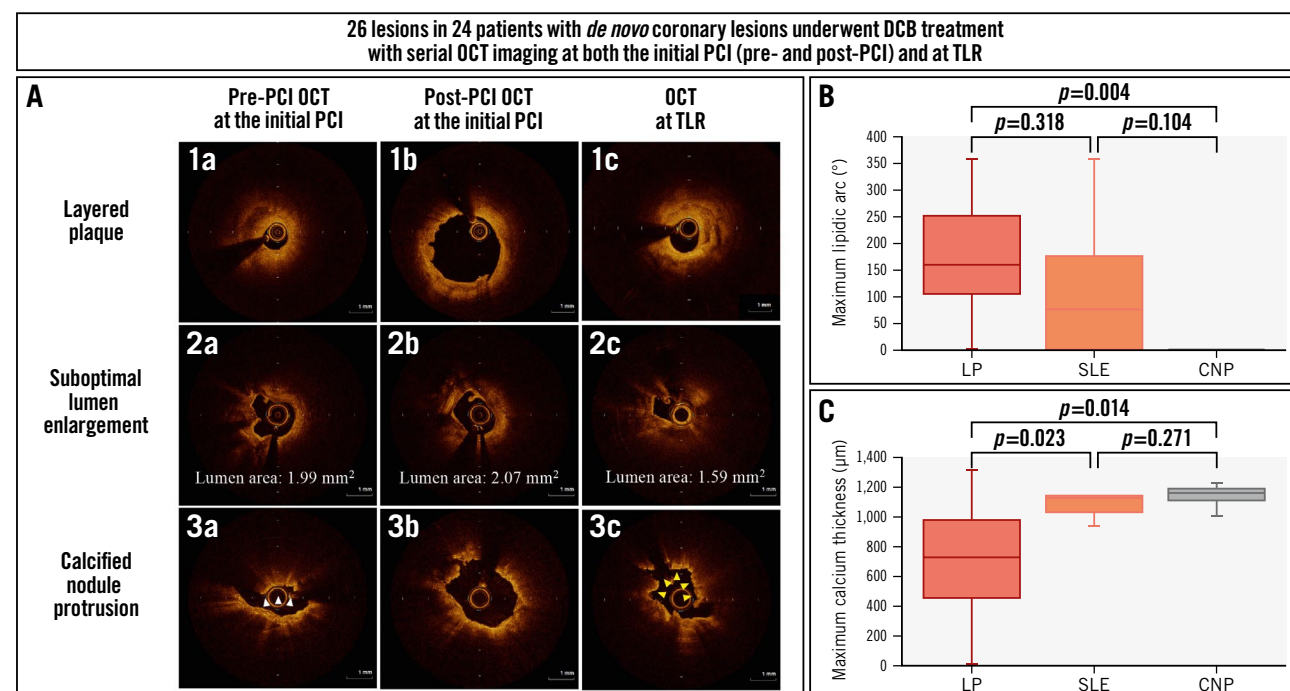 26 lesions in 24 patients with de novo coronary lesions underwent DCB treatment
with serial OCT imaging at both the initial PCI (pre- and post-PCI) and at TLR
A
Pre-PCI OCT
at the initial PCI
Post-PCI OCT
at the initial PCI
OCT
at TLR
Layered
plaque
1a
1 mm
1b
1 mm
1c
1 mm
Suboptimal
lumen
enlargement
2a
Lumen area: 1.99 mm²
1 mm
2b
Lumen area: 2.07 mm²
1 mm
2c
Lumen area: 1.59 mm²
1 mm
Calcified
nodule
protrusion
3a
1 mm
3b
1 mm
3c
1 mm
B
p=0.004
p=0.318
p=0.104
Maximum lipidic arc (°)
400
350
300
250
200
150
100
50
0
LP
SLE
CNP
C
p=0.014
p=0.023
p=0.271
Maximum calcium thickness (µm)
1,400
1,200
1,000
800
600
400
200
0
LP
SLE
CNP